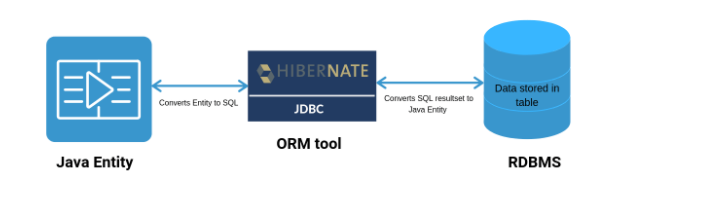 HIBERNATE
JDBC
Converts Entity to SQL
Converts SQL resultset to
Java Entity
Data stored in
table
Java Entity
ORM tool
RDBMS